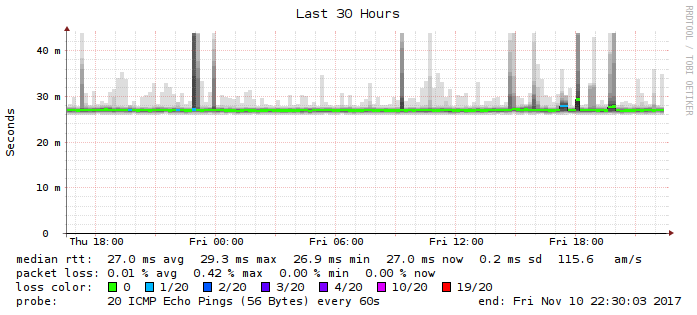 Last 30 Hours
RRDTOOL / TOBI OETIKER
Seconds
40 m
30 m
20 m
10 m
0
Thu 18:00 Fri 00:00 Fri 06:00 Fri 12:00 Fri 18:00
median rtt: 27.0 ms avg 29.3 ms max 26.9 ms min 27.0 ms now 0.2 ms sd 115.6 am/s
packet loss: 0.01 % avg 0.42 % max 0.00 % min 0.00 % now
loss color: 0 1/20 2/20 3/20 4/20 10/20 19/20
probe: 20 ICMP Echo Pings (56 Bytes) every 60s end: Fri Nov 10 22:30:03 2017